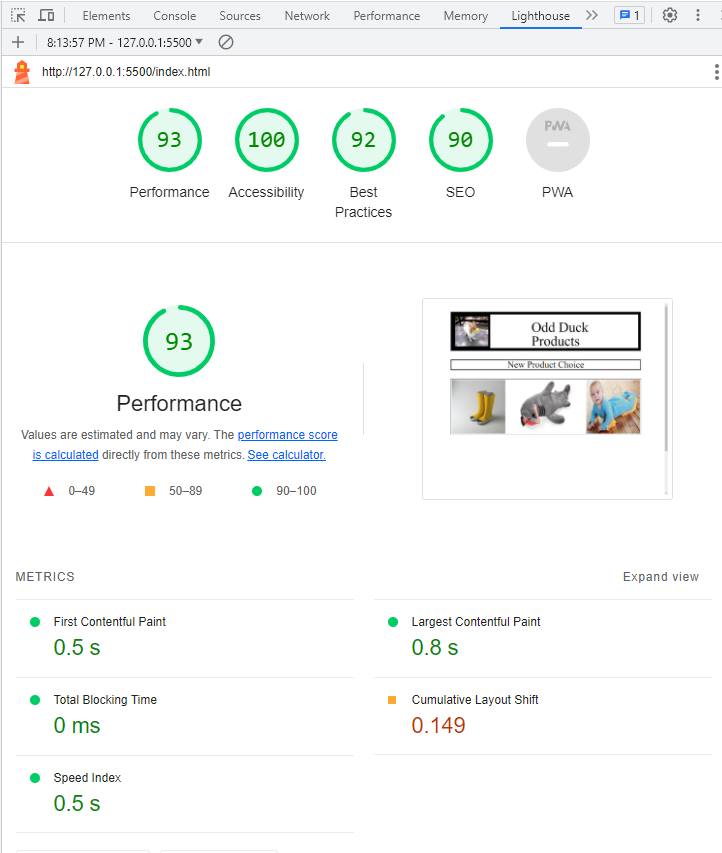 Elements Console Sources Network Performance Memory Lighthouse 1
8:13:57 PM - 127.0.0.1:5500
http://127.0.0.1:5500/index.html
93 100 92 90 PWA
Performance Accessibility Best Practices SEO PWA
93
Performance
Values are estimated and may vary. The performance score
is calculated directly from these metrics. See calculator.
0–49 50–89 90–100
Odd Duck
Products
New Product Choice
METRICS
Expand view
First Contentful Paint
0.5 s
Largest Contentful Paint
0.8 s
Total Blocking Time
0 ms
Cumulative Layout Shift
0.149
Speed Index
0.5 s